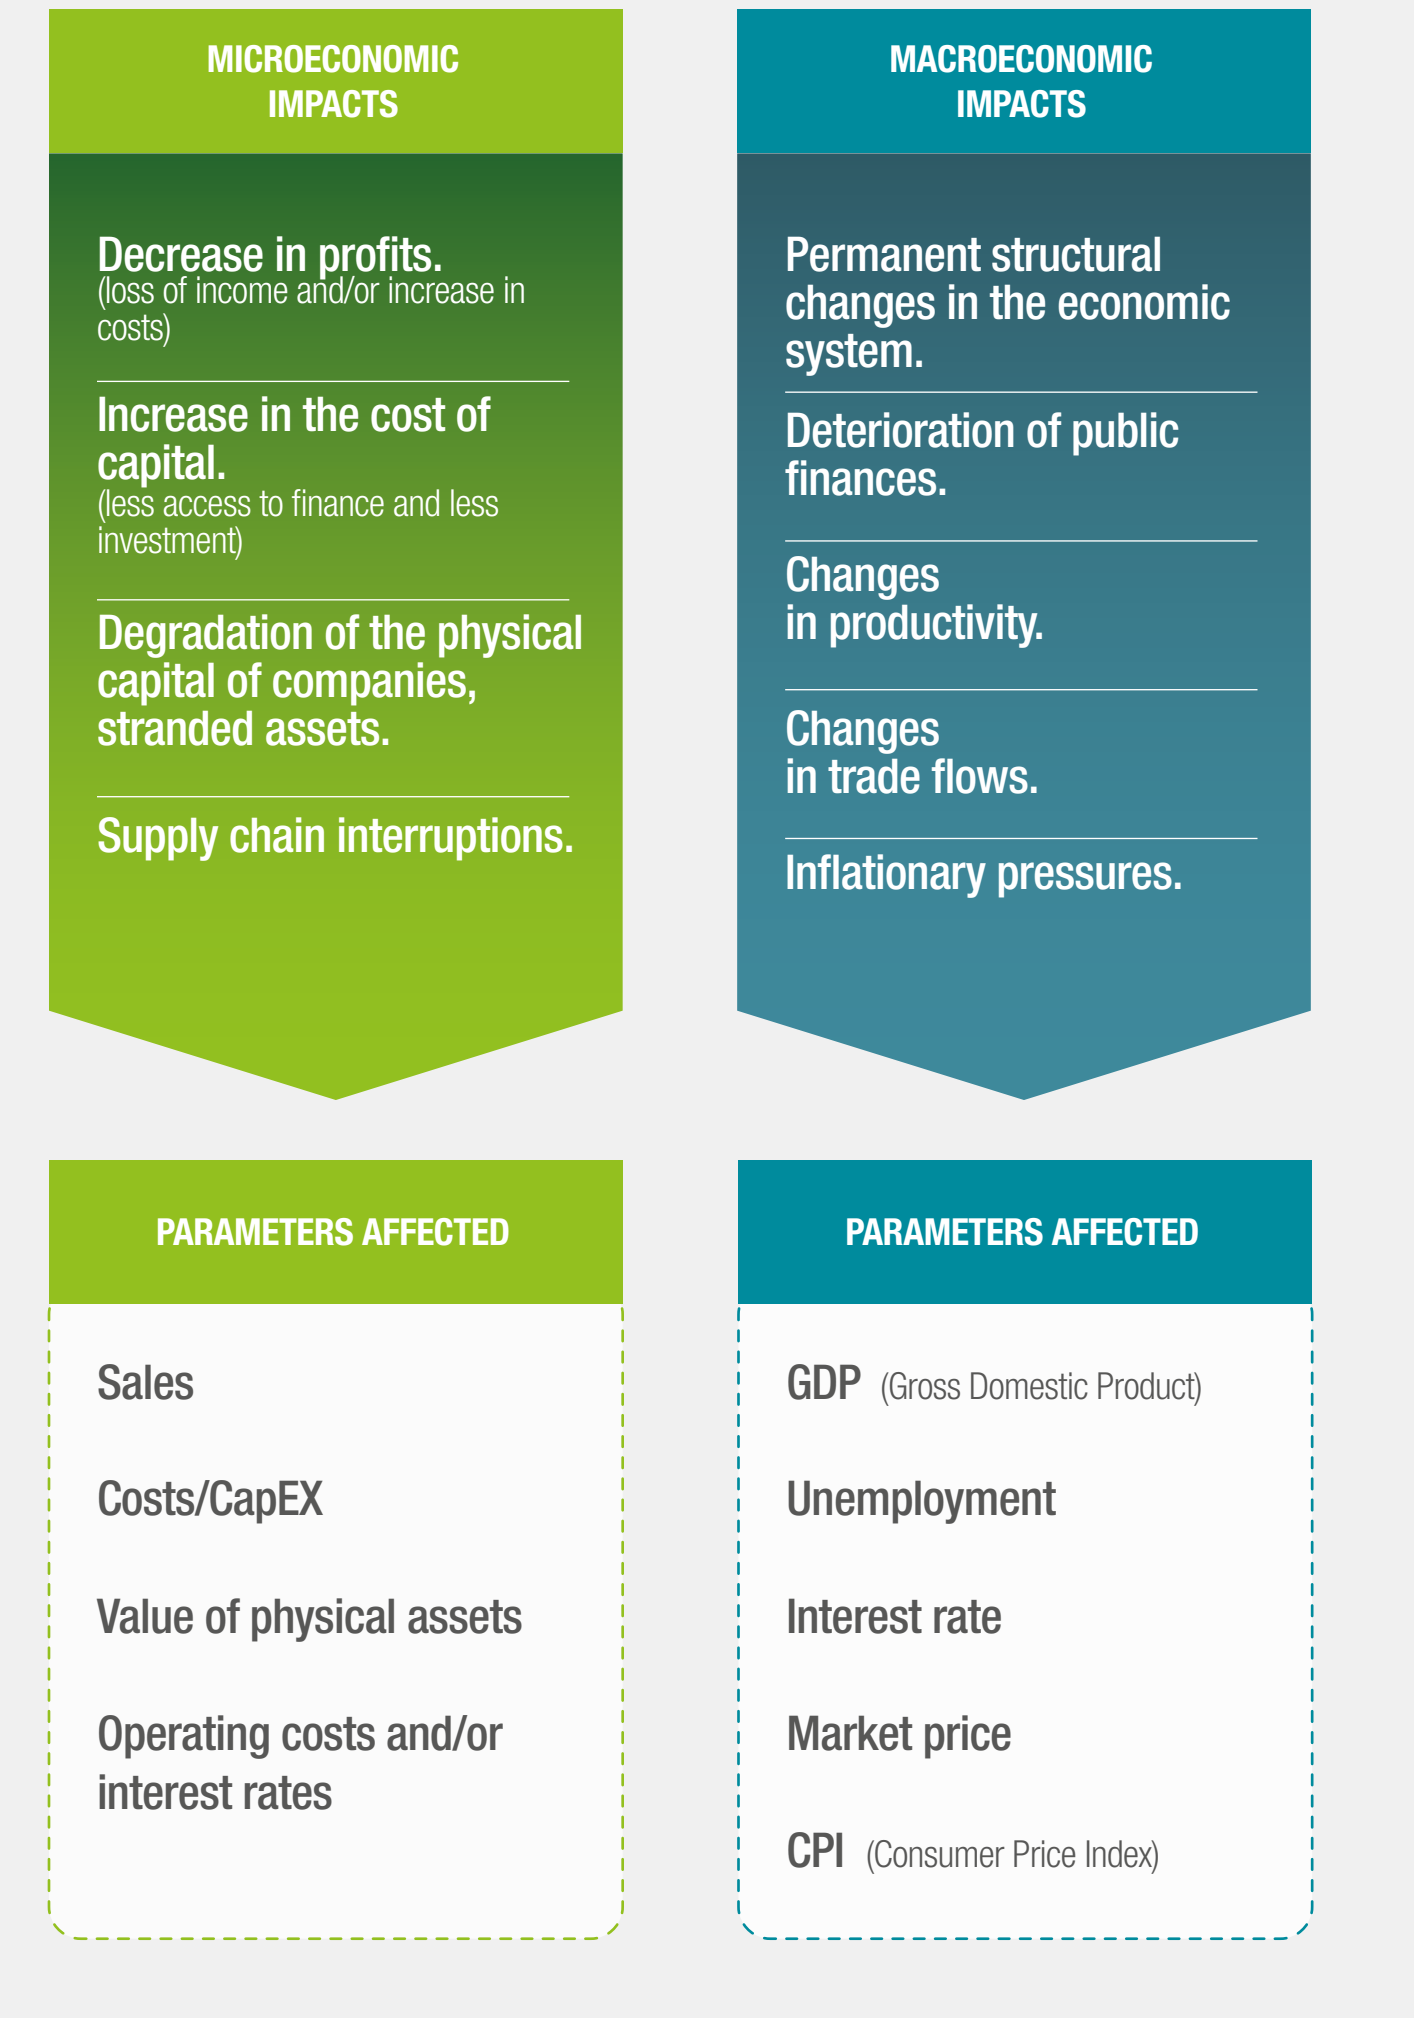 MICROECONOMIC
IMPACTS
Decrease in profits.
(loss of income and/or increase in
costs)
Increase in the cost of
capital.
(less access to finance and less
investment)
Degradation of the physical
capital of companies,
stranded assets.
Supply chain interruptions.
MACROECONOMIC
IMPACTS
Permanent structural
changes in the economic
system.
Deterioration of public
finances.
Changes
in productivity.
Changes
in trade flows.
Inflationary pressures.
PARAMETERS AFFECTED
Sales
Costs/CapEX
Value of physical assets
Operating costs and/or
interest rates
PARAMETERS AFFECTED
GDP (Gross Domestic Product)
Unemployment
Interest rate
Market price
CPI (Consumer Price Index)